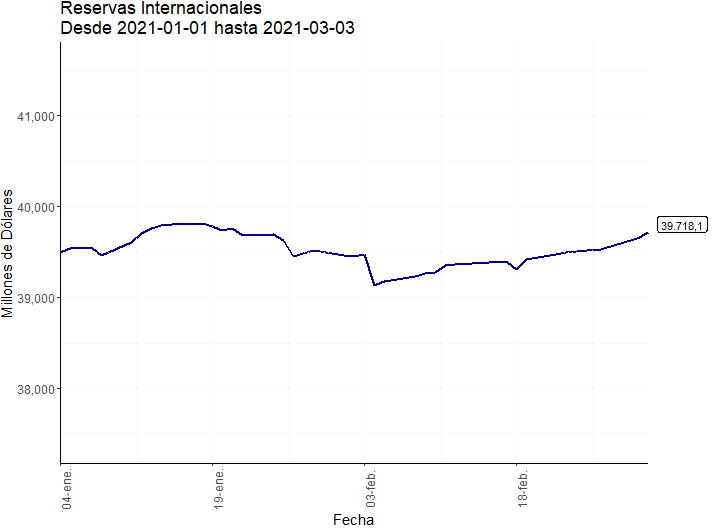 Reservas Internacionales
Desde 2021-01-01 hasta 2021-03-03
Millones de Dólares
41,000
40,000
39,000
38,000
39.718,1
04-ene.
19-ene.
03-feb.
18-feb.
Fecha